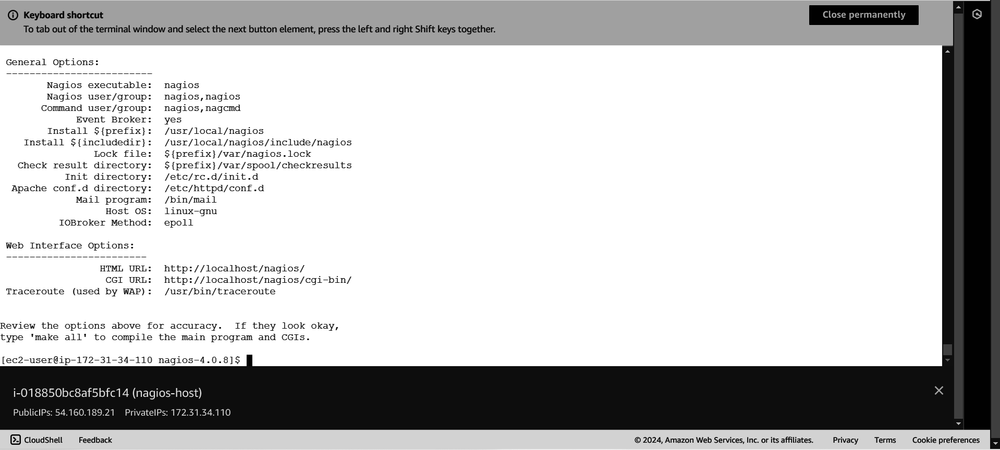 Keyboard shortcut
To tab out of the terminal window and select the next button element, press the left and right Shift keys together.
Close permanently
General Options:
-------------------------
Nagios executable:  nagios
Nagios user/group:  nagios,nagios
Command user/group:  nagios,nagcmd
Event Broker:  yes
Install ${prefix}:  /usr/local/nagios
Install ${includedir}:  /usr/local/nagios/include/nagios
Lock file:  ${prefix}/var/nagios.lock
Check result directory:  ${prefix}/var/spool/checkresults
Init directory:  /etc/rc.d/init.d
Apache conf.d directory:  /etc/httpd/conf.d
Mail program:  /bin/mail
Host OS:  linux-gnu
IOBroker Method:  epoll
Web Interface Options:
------------------------
HTML URL:  http://localhost/nagios/
CGI URL:  http://localhost/nagios/cgi-bin/
Traceroute (used by WAP):  /usr/bin/traceroute
Review the options above for accuracy.  If they look okay,
type 'make all' to compile the main program and CGIs.
[ec2-user@ip-172-31-34-110 nagios-4.0.8]$
i-018850bc8af5bfc14 (nagios-host)
PublicIPs: 54.160.189.21 PrivateIPs: 172.31.34.110
CloudShell Feedback © 2024, Amazon Web Services, Inc. or its affiliates. Privacy Terms Cookie preferences